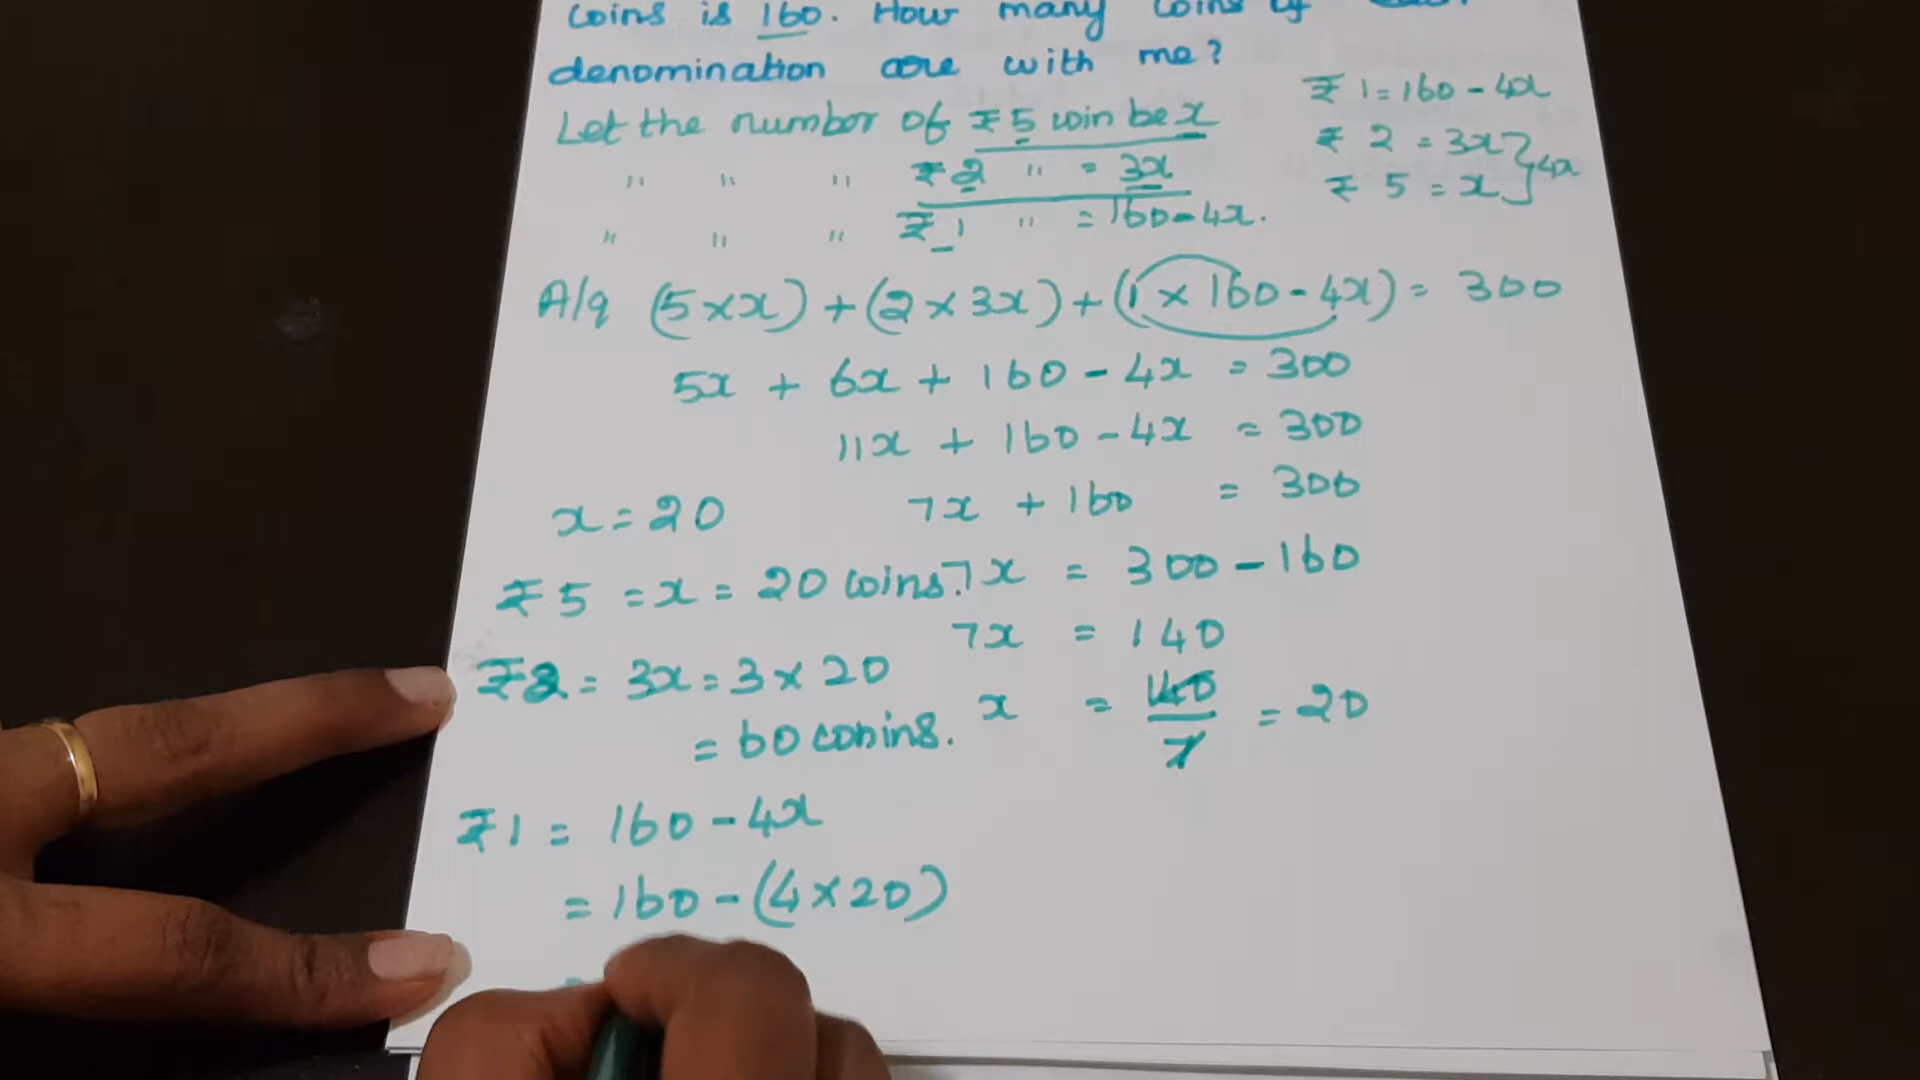 coins is 160. How many coins of
denomination are with me?
Let the number of ₹5 coin be x
" " " ₹2 " = 3x
" " " ₹1 " = 160-4x.
₹ 1 = 160 - 4x
₹ 2 = 3x } 4x
₹ 5 = x
A/q (5×x) + (2×3x) + (1×160-4x) = 300
5x + 6x + 160 - 4x = 300
11x + 160 - 4x = 300
7x + 160 = 300
7x = 300 - 160
7x = 140
x = 140/7 = 20
x = 20
₹5 = x = 20 coins.
₹2 = 3x = 3×20
= 60 coins.
₹1 = 160 - 4x
= 160 - (4×20)
=